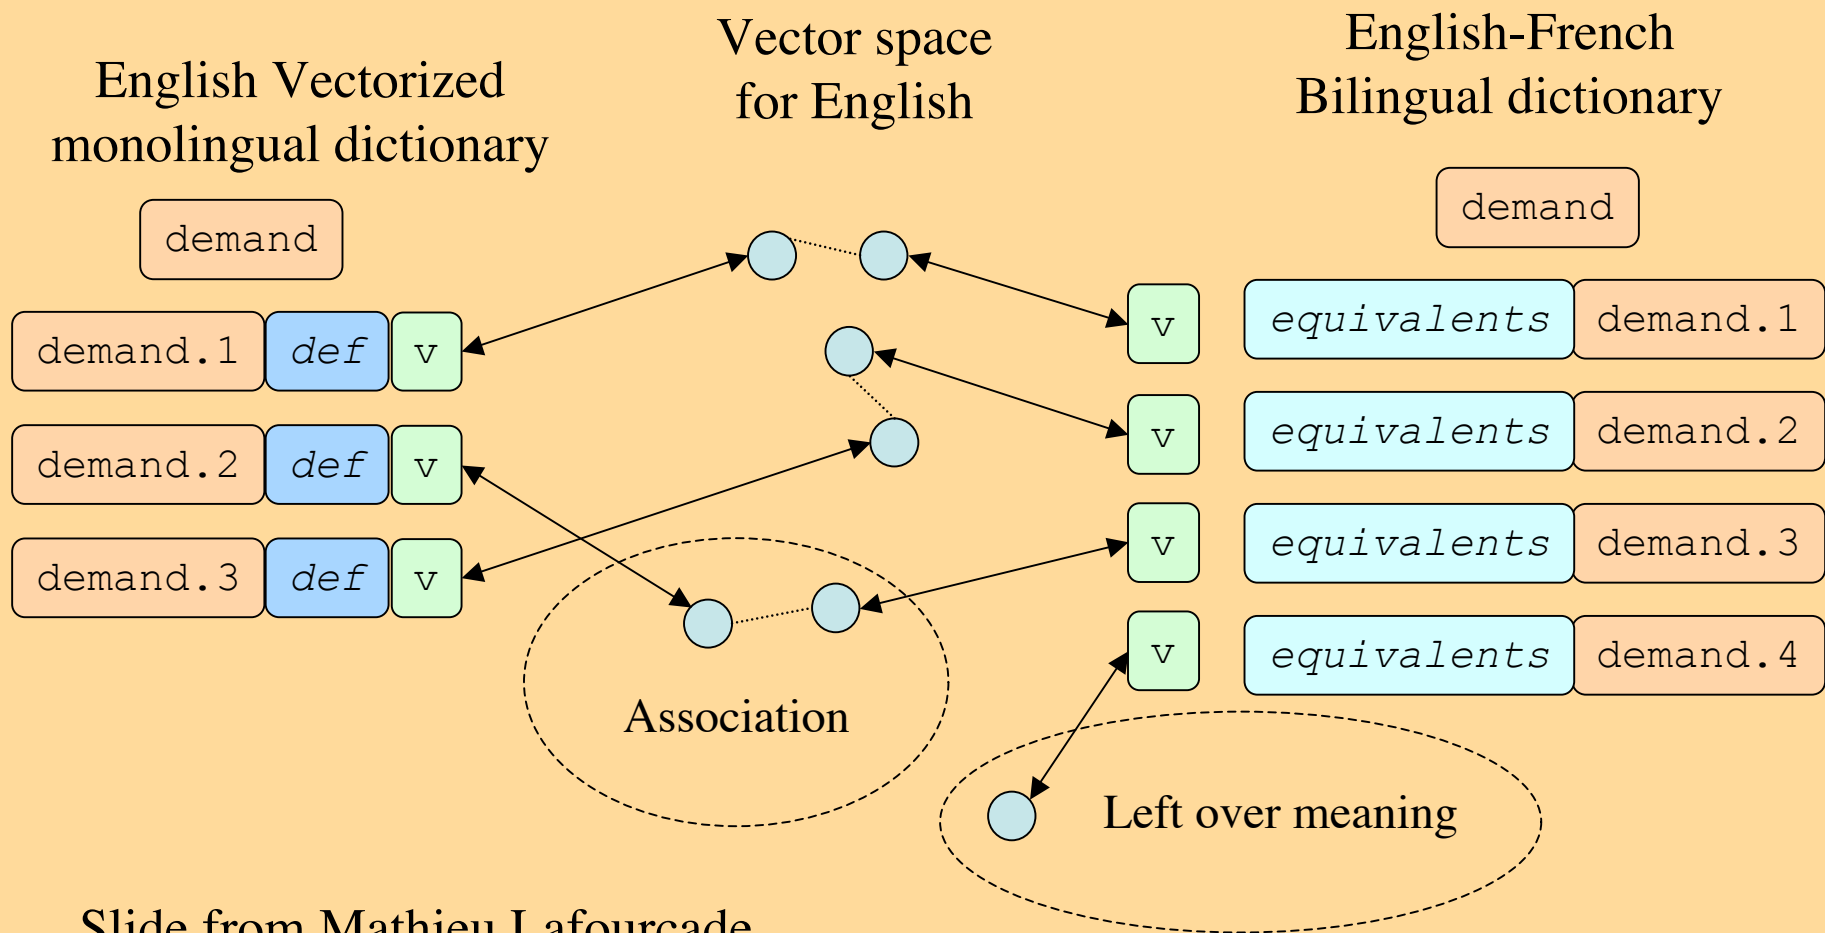 English Vectorized
monolingual dictionary
Vector space
for English
English-French
Bilingual dictionary
demand
demand
demand.1 def v
demand.2 def v
demand.3 def v
v equivalents demand.1
v equivalents demand.2
v equivalents demand.3
v equivalents demand.4
Association
Left over meaning
Slide from Mathieu Lafourcade